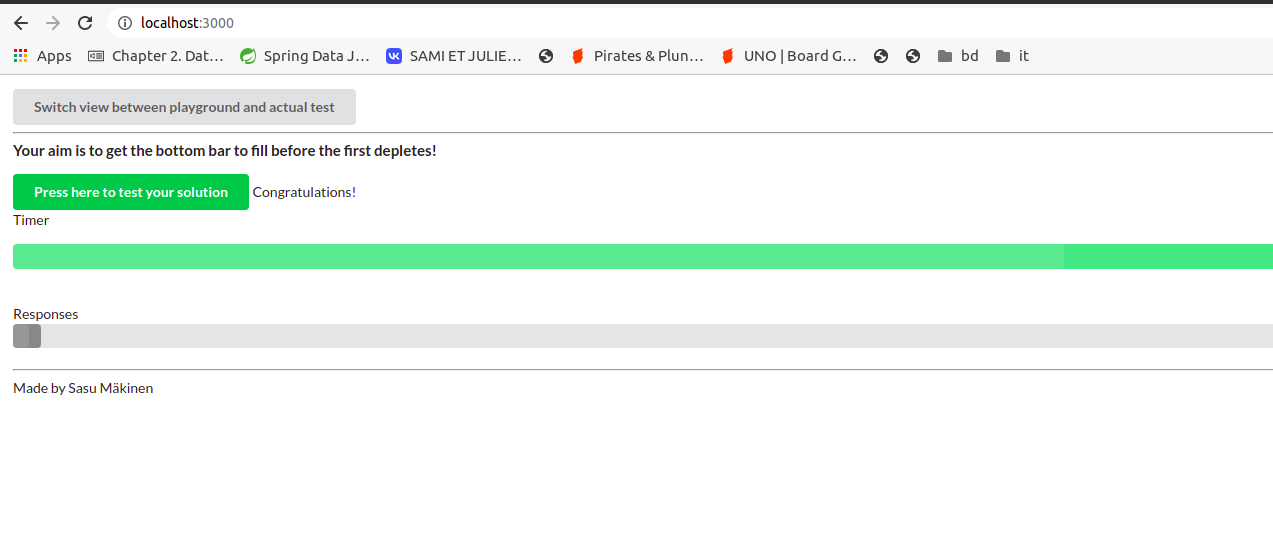 localhost:3000
Apps Chapter 2. Dat... Spring Data J... SAMI ET JULIE... Pirates & Plun... UNO | Board G... bd it
Switch view between playground and actual test
Your aim is to get the bottom bar to fill before the first depletes!
Press here to test your solution Congratulations!
Timer
Responses
Made by Sasu Mäkinen